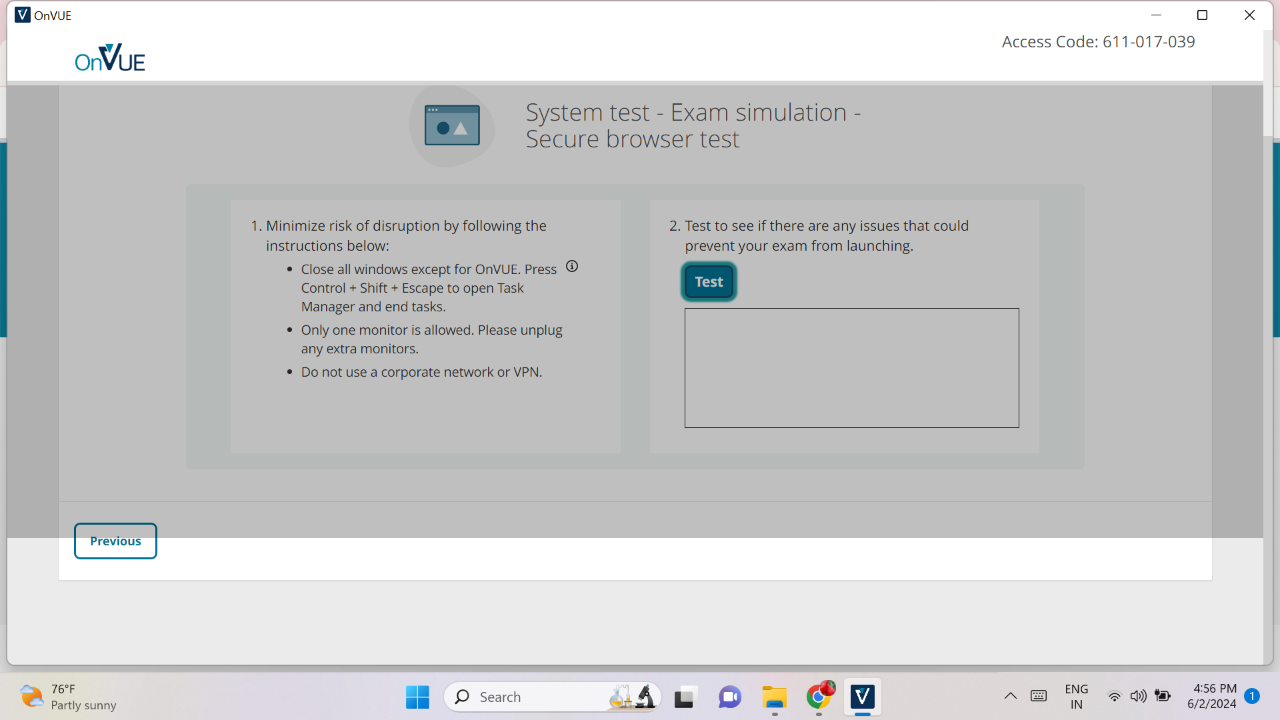 OnVUE
OnVUE
Access Code: 611-017-039
System test - Exam simulation -
Secure browser test
1. Minimize risk of disruption by following the
instructions below:
• Close all windows except for OnVUE. Press
Control + Shift + Escape to open Task
Manager and end tasks.
• Only one monitor is allowed. Please unplug
any extra monitors.
• Do not use a corporate network or VPN.
2. Test to see if there are any issues that could
prevent your exam from launching.
Test
Previous
76°F
Partly sunny
Search
ENG
IN
4:56 PM
6/2/2024
1